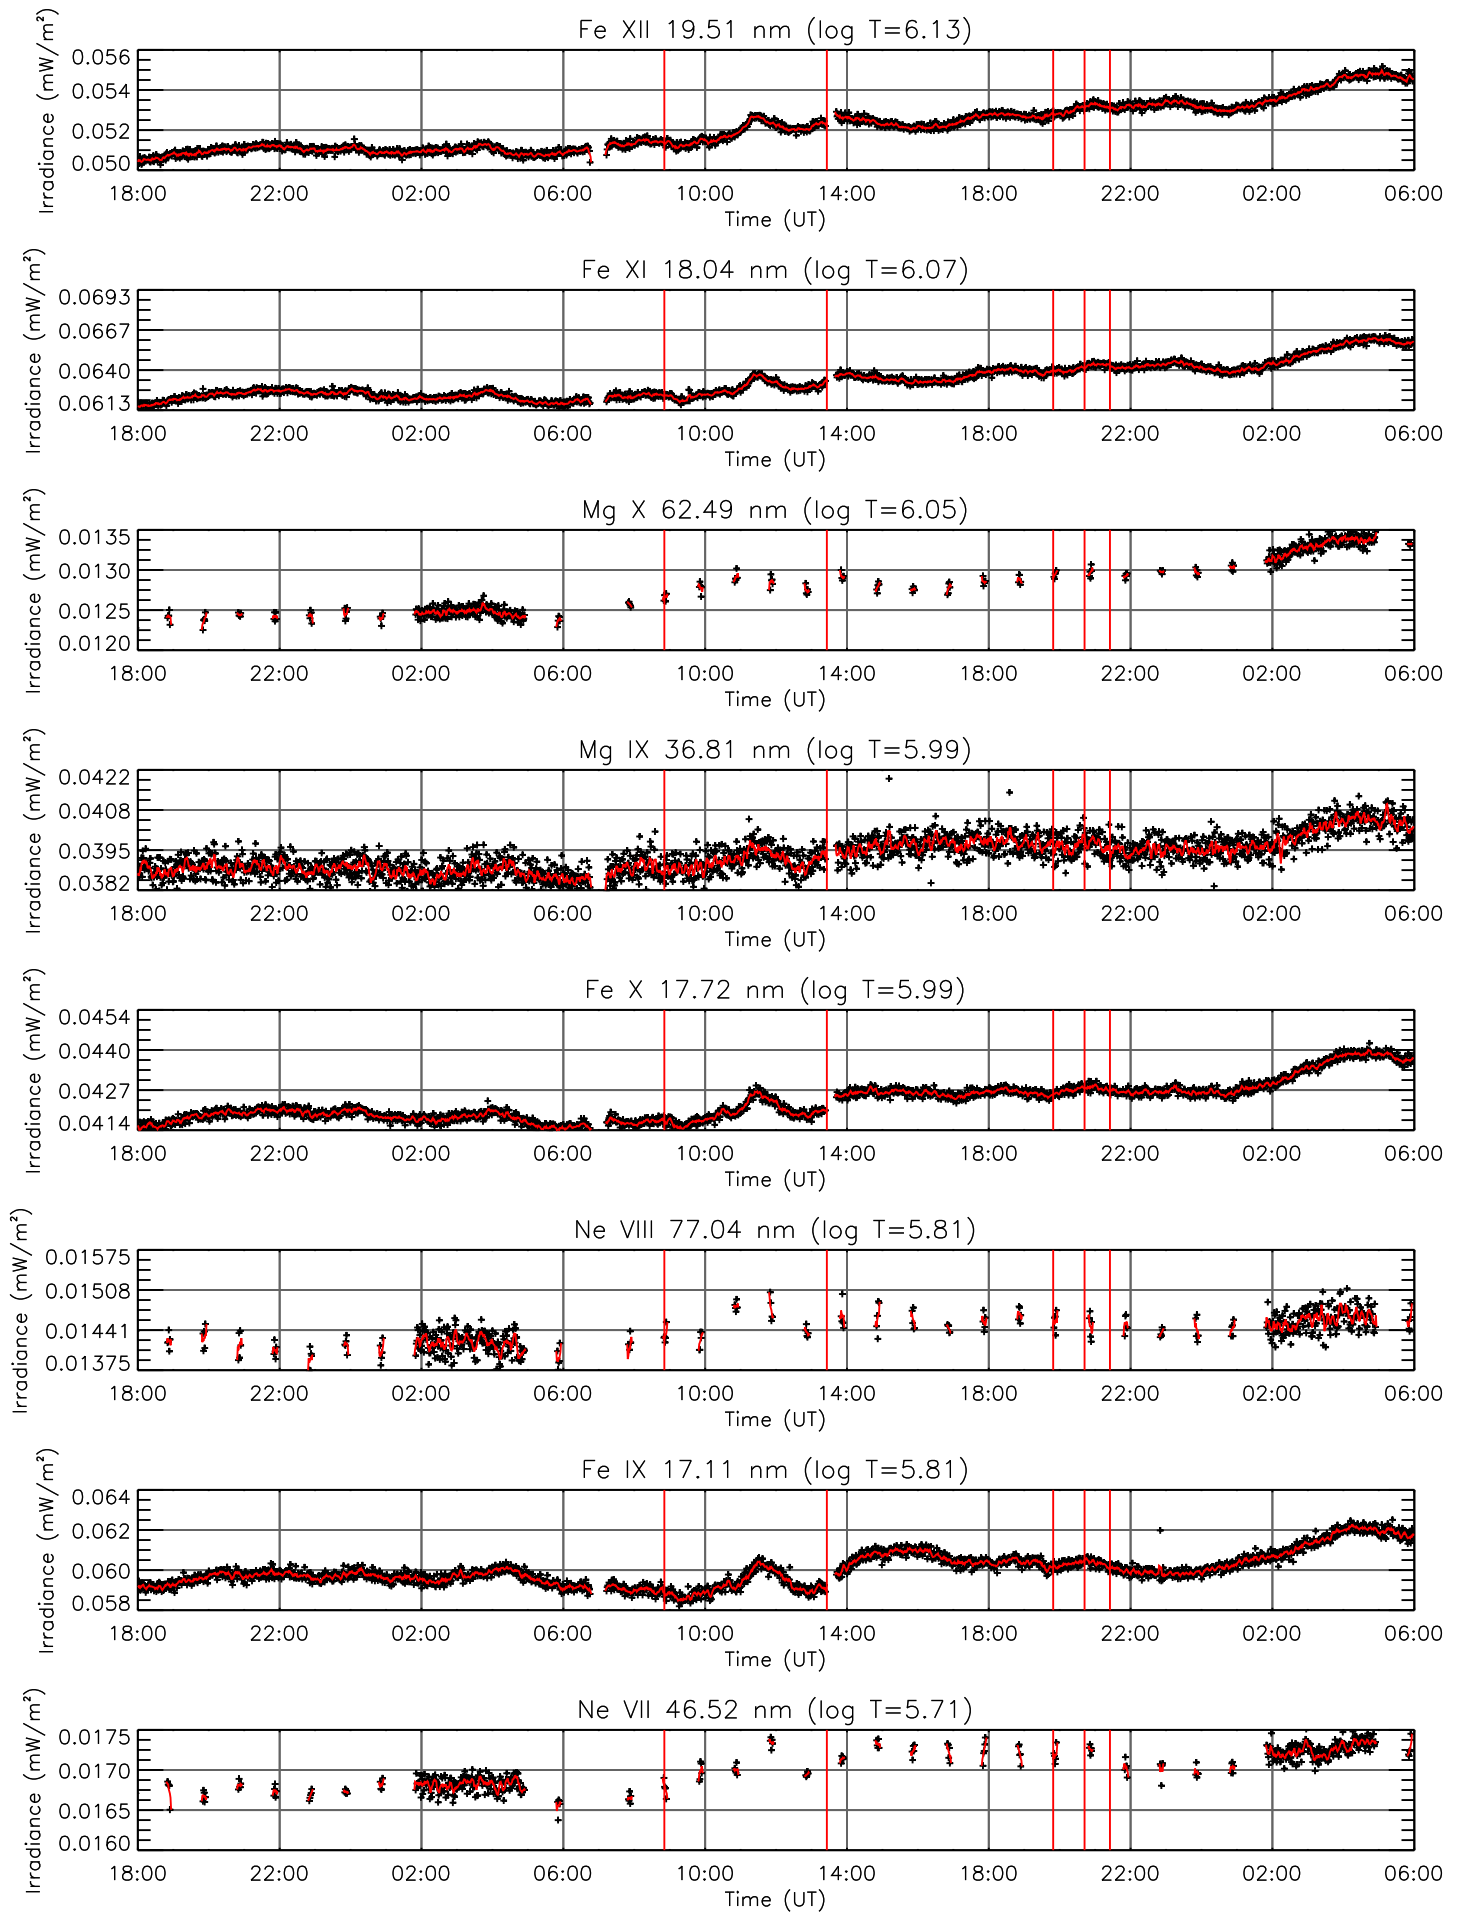 Fe XII 19.51 nm (log T=6.13)
Irradiance (mW/m²)
0.056
0.054
0.052
0.050
18:00 22:00 02:00 06:00 10:00 14:00 18:00 22:00 02:00 06:00
Time (UT)
Fe XI 18.04 nm (log T=6.07)
Irradiance (mW/m²)
0.0693
0.0667
0.0640
0.0613
18:00 22:00 02:00 06:00 10:00 14:00 18:00 22:00 02:00 06:00
Time (UT)
Mg X 62.49 nm (log T=6.05)
Irradiance (mW/m²)
0.0135
0.0130
0.0125
0.0120
18:00 22:00 02:00 06:00 10:00 14:00 18:00 22:00 02:00 06:00
Time (UT)
Mg IX 36.81 nm (log T=5.99)
Irradiance (mW/m²)
0.0422
0.0408
0.0395
0.0382
18:00 22:00 02:00 06:00 10:00 14:00 18:00 22:00 02:00 06:00
Time (UT)
Fe X 17.72 nm (log T=5.99)
Irradiance (mW/m²)
0.0454
0.0440
0.0427
0.0414
18:00 22:00 02:00 06:00 10:00 14:00 18:00 22:00 02:00 06:00
Time (UT)
Ne VIII 77.04 nm (log T=5.81)
Irradiance (mW/m²)
0.01575
0.01508
0.01441
0.01375
18:00 22:00 02:00 06:00 10:00 14:00 18:00 22:00 02:00 06:00
Time (UT)
Fe IX 17.11 nm (log T=5.81)
Irradiance (mW/m²)
0.064
0.062
0.060
0.058
18:00 22:00 02:00 06:00 10:00 14:00 18:00 22:00 02:00 06:00
Time (UT)
Ne VII 46.52 nm (log T=5.71)
Irradiance (mW/m²)
0.0175
0.0170
0.0165
0.0160
18:00 22:00 02:00 06:00 10:00 14:00 18:00 22:00 02:00 06:00
Time (UT)